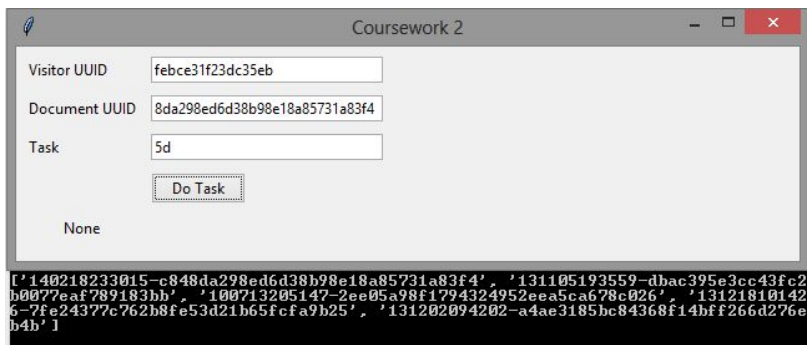 Coursework 2
Visitor UUID febce31f23dc35eb
Document UUID 8da298ed6d38b98e18a85731a83f4
Task 5d
Do Task
None
['140218233015-c848da298ed6d38b98e18a85731a83f4', '131105193559-dbac395e3cc43fc2
b0077eaf789183bb', '100713205147-2ee05a98f1794324952eea5ca678c026', '13121810142
6-7fe24377c762b8fe53d21b65fcfa9b25', '131202094202-a4ae3185bc84368f14bff266d276e
b4b']